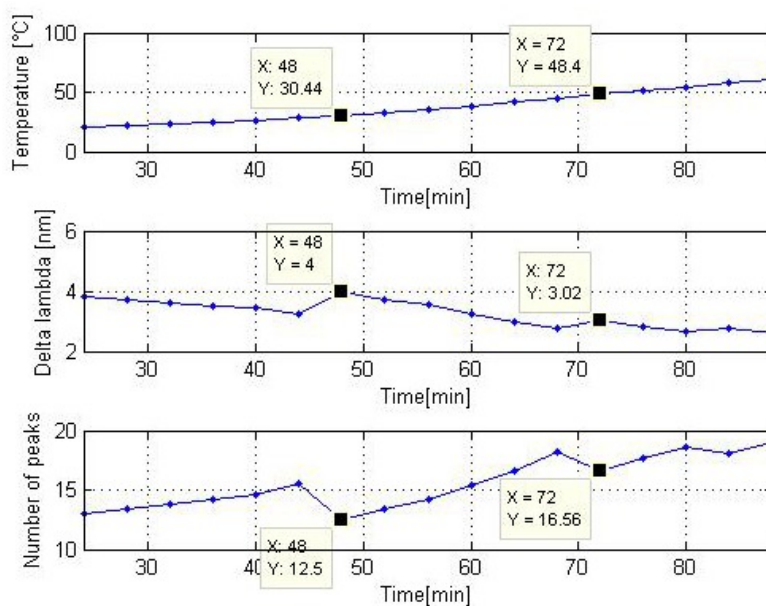 100
50
0
Temperature [°C]
X: 48
Y: 30.44
X = 72
Y = 48.4
30 40 50 60 70 80
Time[min]
6
4
2
Delta lambda [nm]
X = 48
Y = 4
X: 72
Y: 3.02
30 40 50 60 70 80
Time[min]
20
15
10
Number of peaks
X: 48
Y: 12.5
X = 72
Y = 16.56
30 40 50 60 70 80
Time[min]